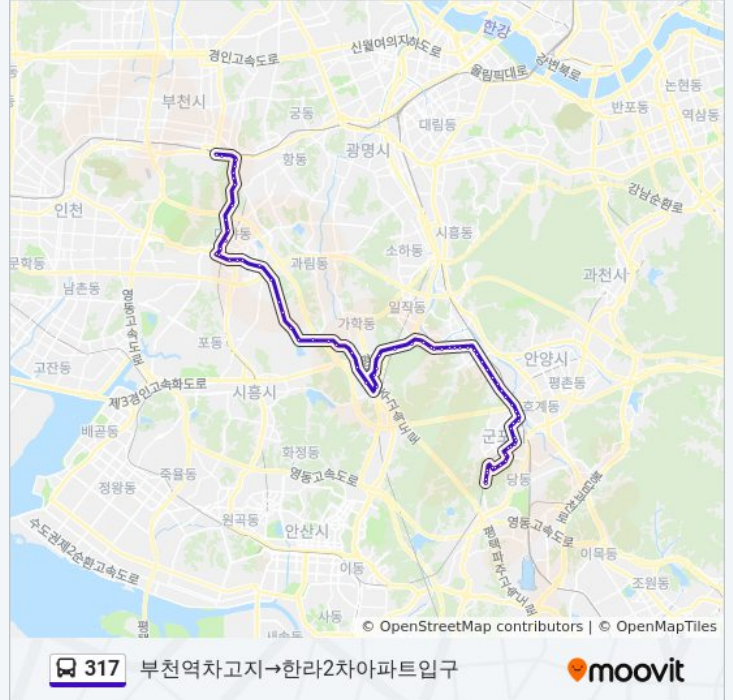 한강
경인고속도로
신월여의지하도로
올림픽대로
강변북로
논현동
부천시
궁동
반포동
역삼동
대림동
항동
광명시
강남순환로
인천
시흥동
문학동
과림동
소하동
과천시
남촌동
영동고속도로
일직동
가학동
포동
안양시
고잔동
평촌동
제3경인고속화도로
시흥시
호계동
배곧동
화정동
정왕동
죽율동
영동고속도로
당동
원곡동
안산시
영동고속도로
수도권제2순환고속도로
이목동
이동
평택파주고속도로
조원동
사동
© OpenStreetMap contributors | © OpenMapTiles
317 부천역차고지→한라2차아파트입구 moovit